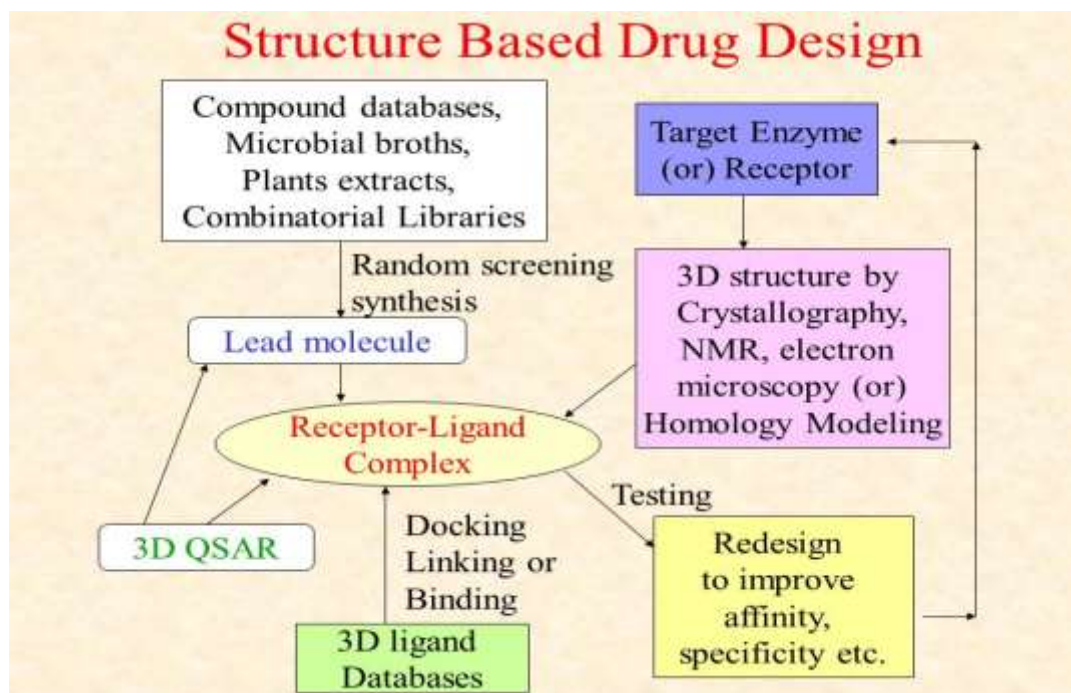 Structure Based Drug Design
Compound databases,
Microbial broths,
Plants extracts,
Combinatorial Libraries
Target Enzyme
(or) Receptor
Random screening
synthesis
3D structure by
Crystallography,
NMR, electron
microscopy (or)
Homology Modeling
Lead molecule
Receptor-Ligand
Complex
Testing
3D QSAR
Docking
Linking or
Binding
Redesign
to improve
affinity,
specificity etc.
3D ligand
Databases